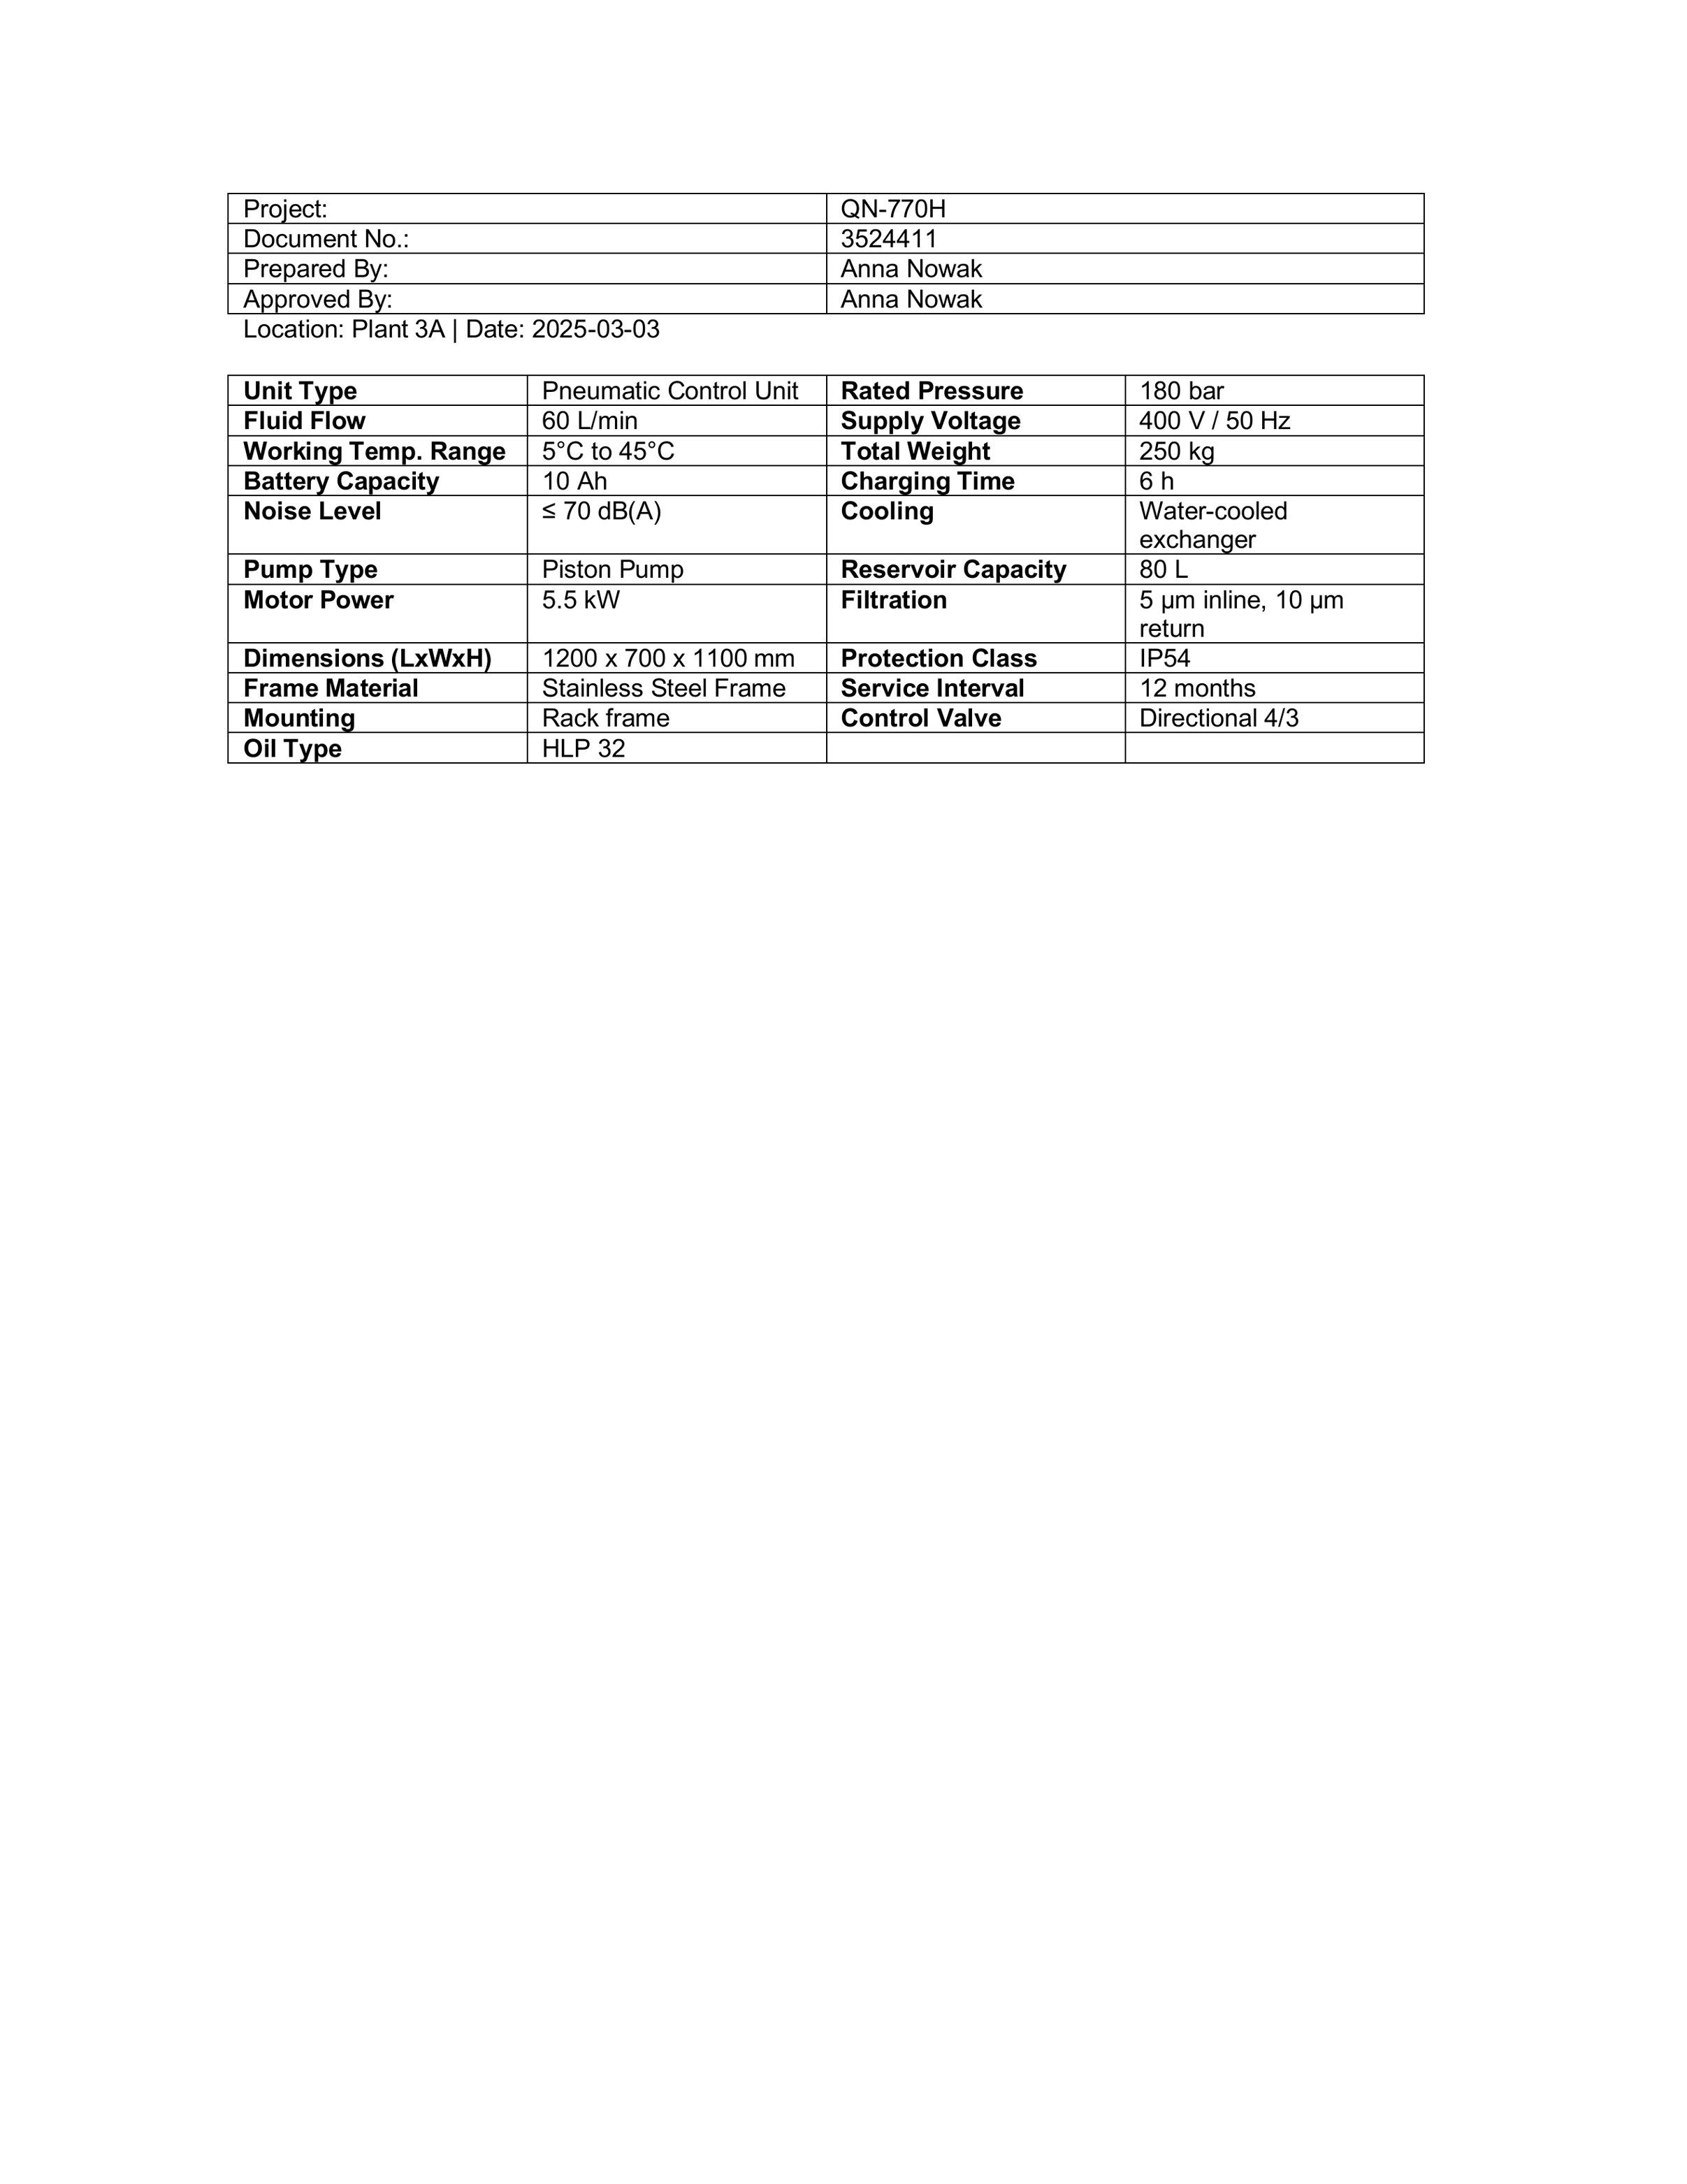 Project: QN-770H
Document No.: 3524411
Prepared By: Anna Nowak
Approved By: Anna Nowak
Location: Plant 3A | Date: 2025-03-03
Unit Type Pneumatic Control Unit Rated Pressure 180 bar
Fluid Flow 60 L/min Supply Voltage 400 V / 50 Hz
Working Temp. Range 5°C to 45°C Total Weight 250 kg
Battery Capacity 10 Ah Charging Time 6 h
Noise Level ≤ 70 dB(A) Cooling Water-cooled
exchanger
Pump Type Piston Pump Reservoir Capacity 80 L
Motor Power 5.5 kW Filtration 5 µm inline, 10 µm
return
Dimensions (LxWxH) 1200 x 700 x 1100 mm Protection Class IP54
Frame Material Stainless Steel Frame Service Interval 12 months
Mounting Rack frame Control Valve Directional 4/3
Oil Type HLP 32